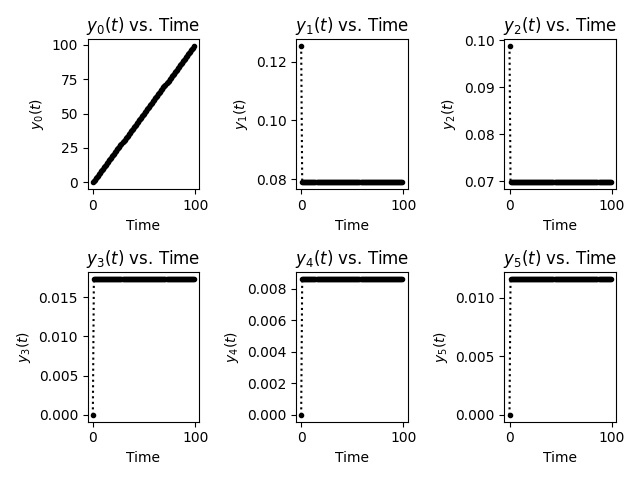 y₀(t) vs. Time
y₁(t) vs. Time
y₂(t) vs. Time
100
75
50
25
0
y₀(t)
0
100
Time
0.12
0.10
0.08
y₁(t)
0
100
Time
0.10
0.09
0.08
0.07
y₂(t)
0
100
Time
y₃(t) vs. Time
y₄(t) vs. Time
y₅(t) vs. Time
0.015
0.010
0.005
0.000
y₃(t)
0
100
Time
0.008
0.006
0.004
0.002
0.000
y₄(t)
0
100
Time
0.010
0.005
0.000
y₅(t)
0
100
Time